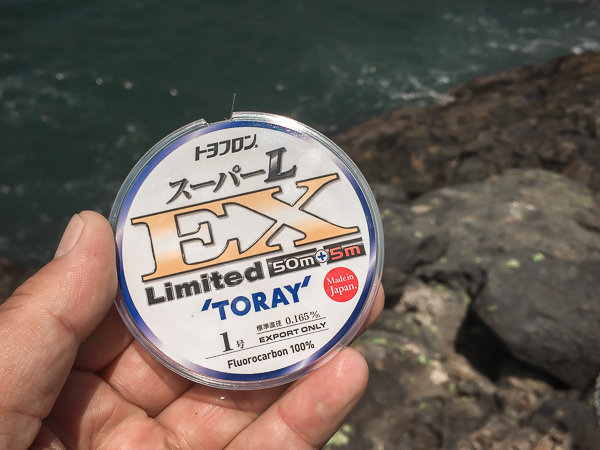 トヨフロン®
スーパーL
EX
Limited 50m+5m
'TORAY'
Made in
Japan.
1号 標準直径 0.165㎜
EXPORT ONLY
Fluorocarbon 100%